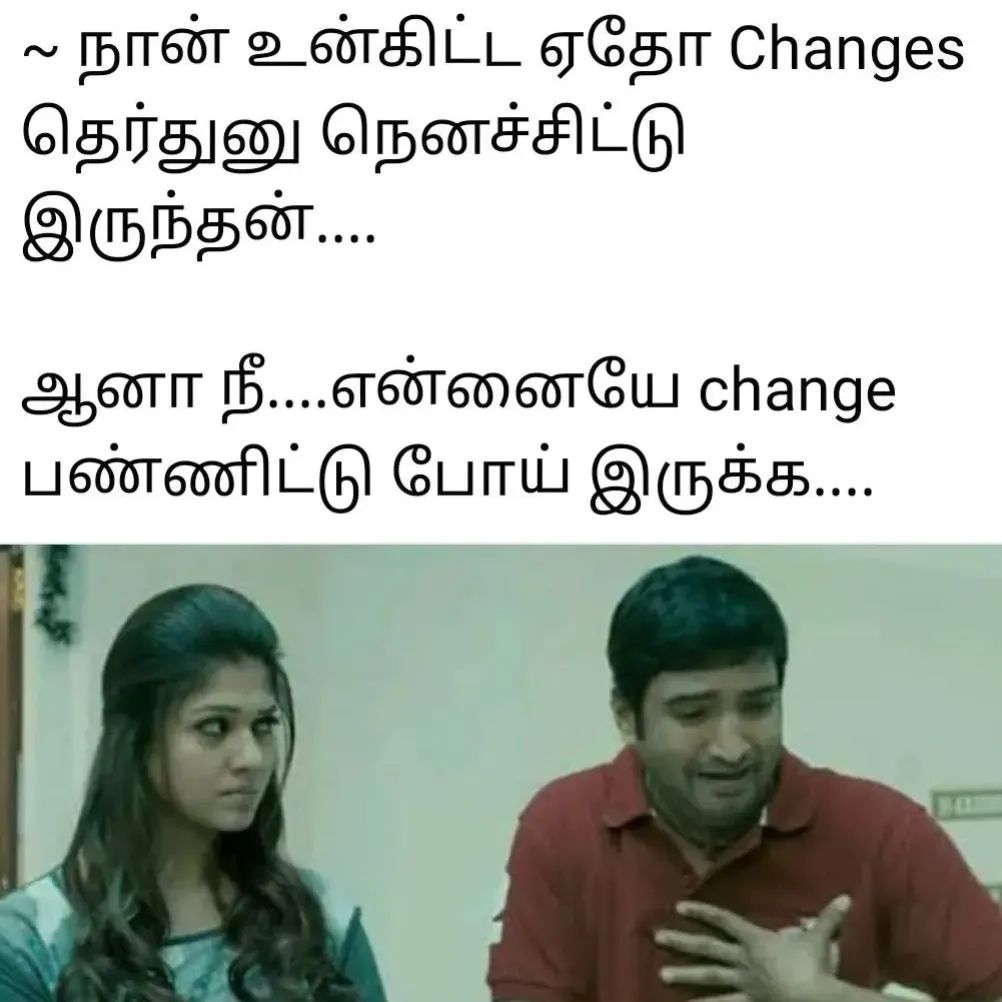 ~ நான் உன்கிட்ட ஏதோ Changes
தெர்துனு நெனச்சிட்டு
இருந்தன்....
ஆனா நீ....என்னையே change
பண்ணிட்டு போய் இருக்க....